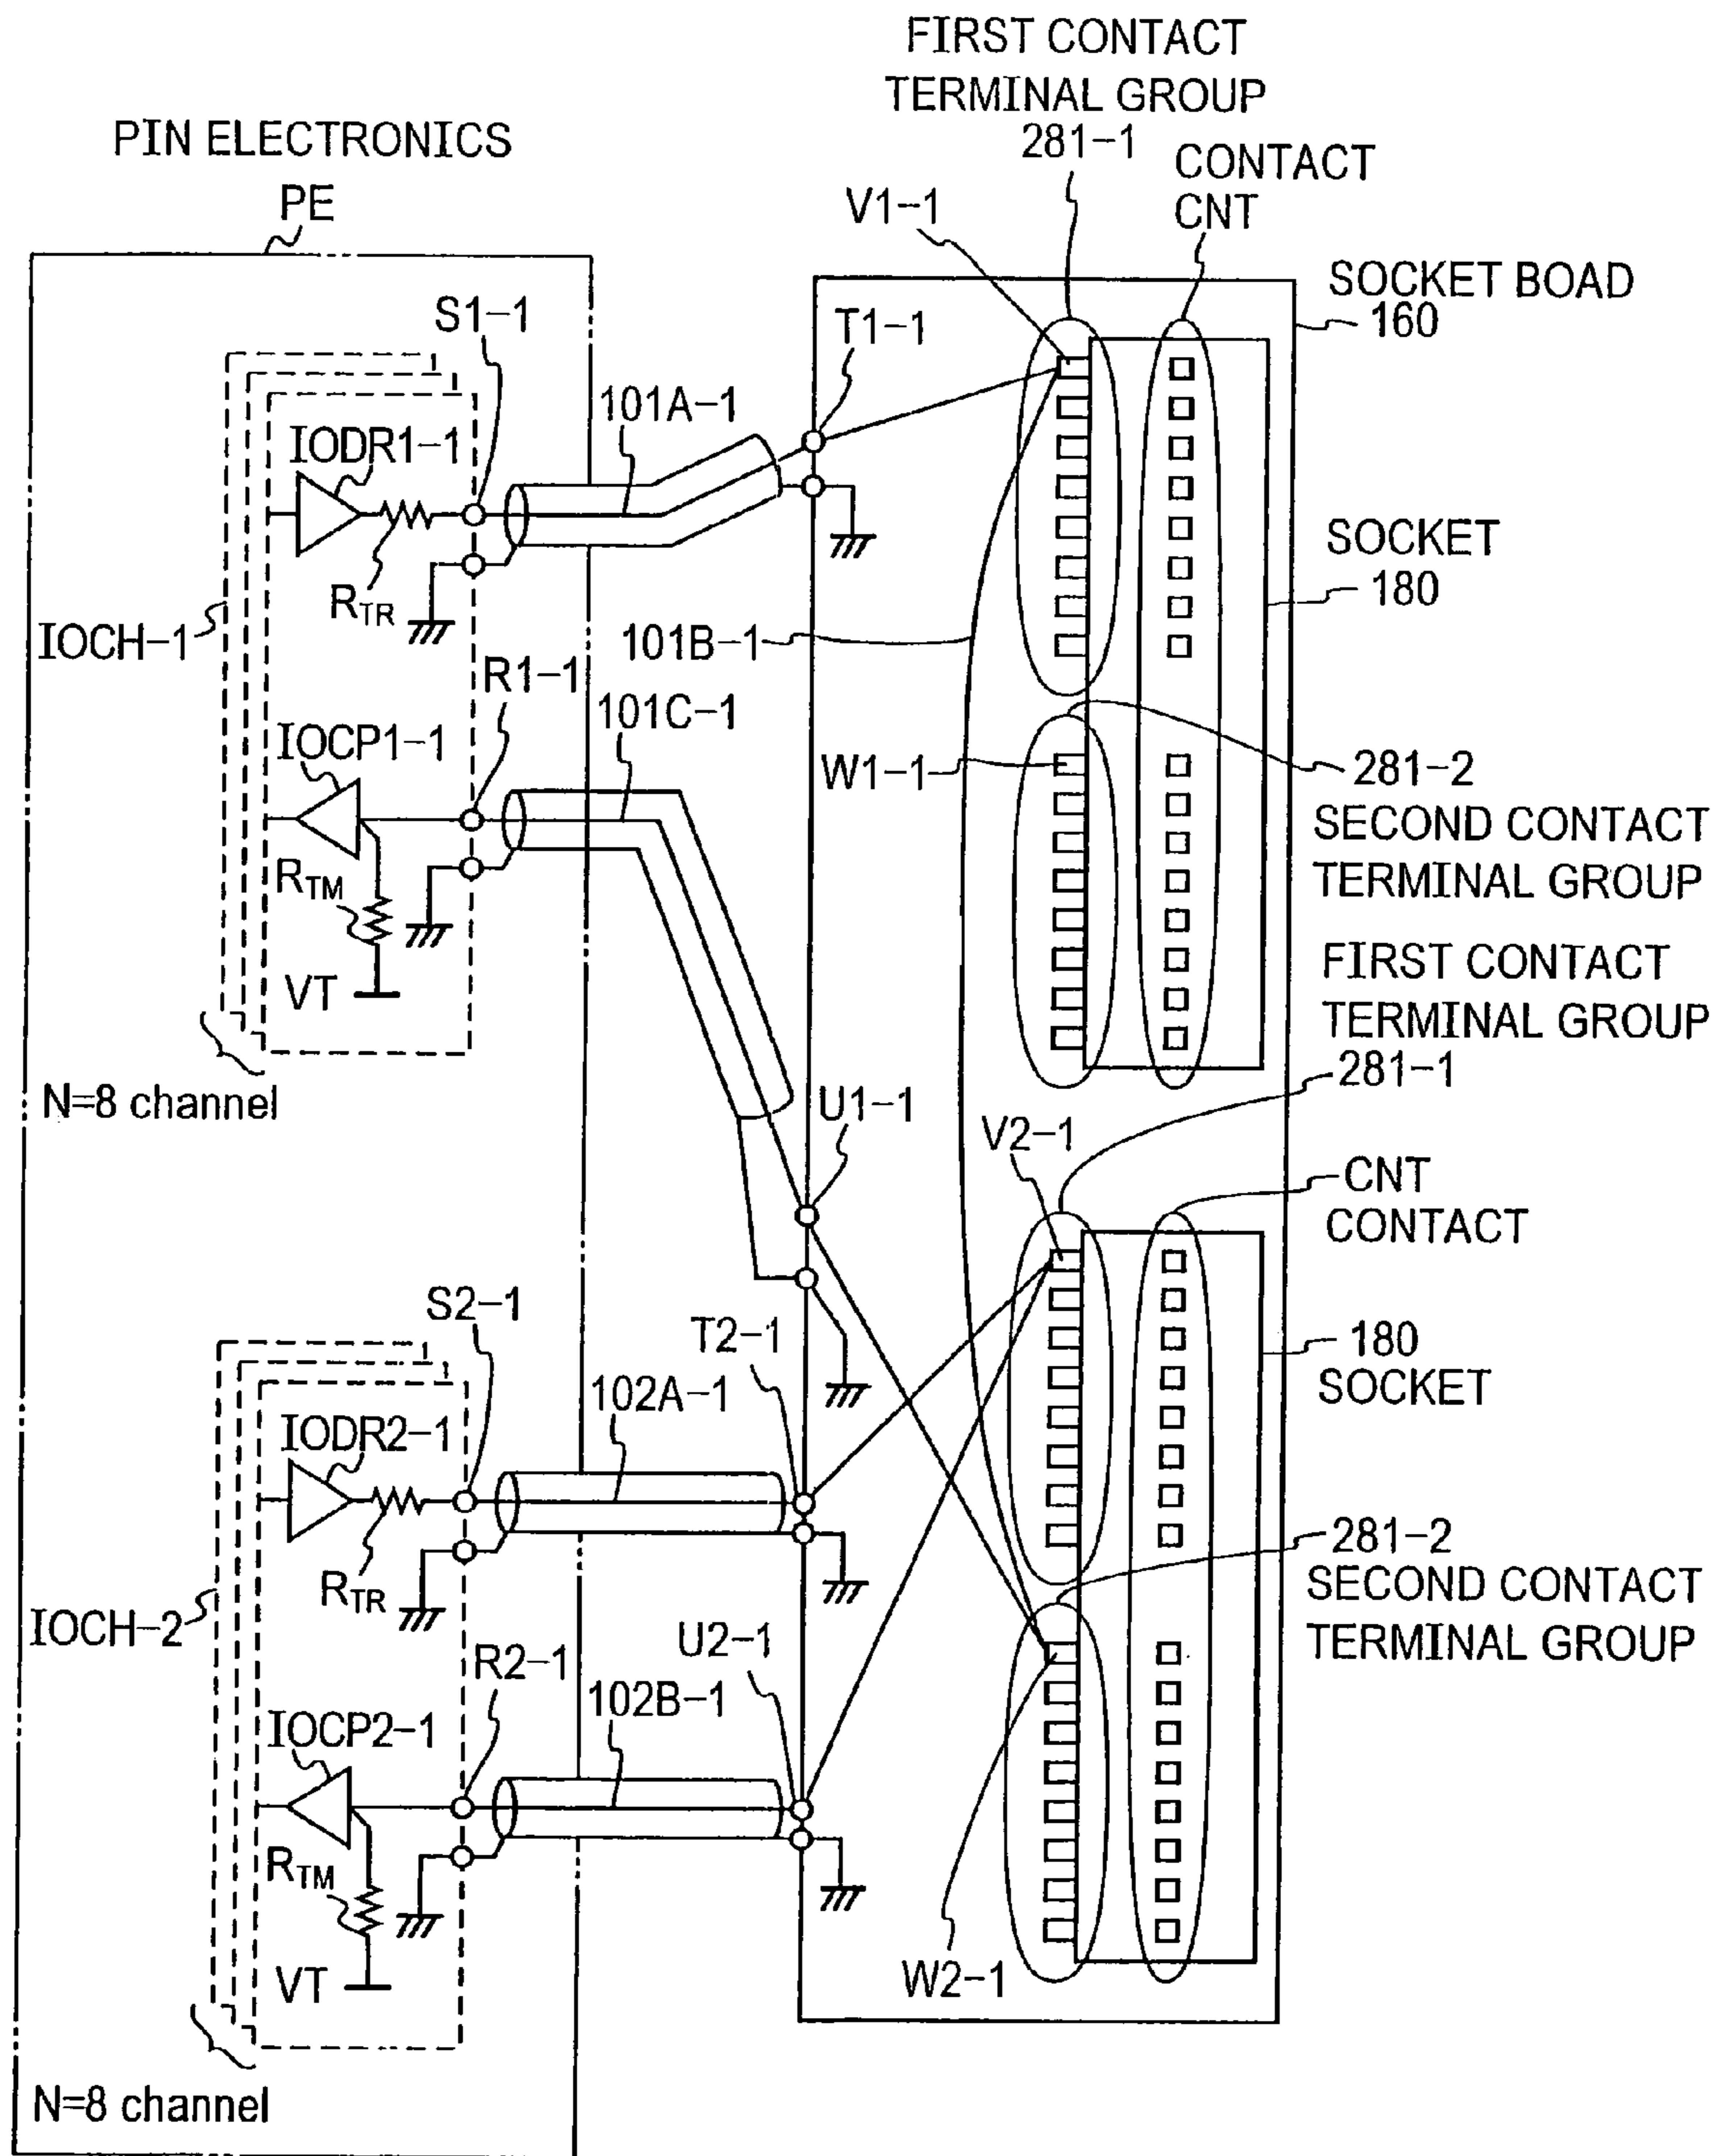 FIRST CONTACT
TERMINAL GROUP
281-1
PIN ELECTRONICS
PE
CONTACT
CNT
V1-1
SOCKET BOAD
160
S1-1
T1-1
101A-1
IODR1-1
RTR
SOCKET
180
IOCH-1
101B-1
R1-1
101C-1
IOCP1-1
W1-1
281-2
SECOND CONTACT
TERMINAL GROUP
RTM
VT
FIRST CONTACT
TERMINAL GROUP
281-1
N=8 channel
U1-1
V2-1
CNT
CONTACT
S2-1
T2-1
180
SOCKET
102A-1
IODR2-1
RTR
281-2
SECOND CONTACT
TERMINAL GROUP
IOCH-2
R2-1
U2-1
102B-1
IOCP2-1
RTM
VT
W2-1
N=8 channel